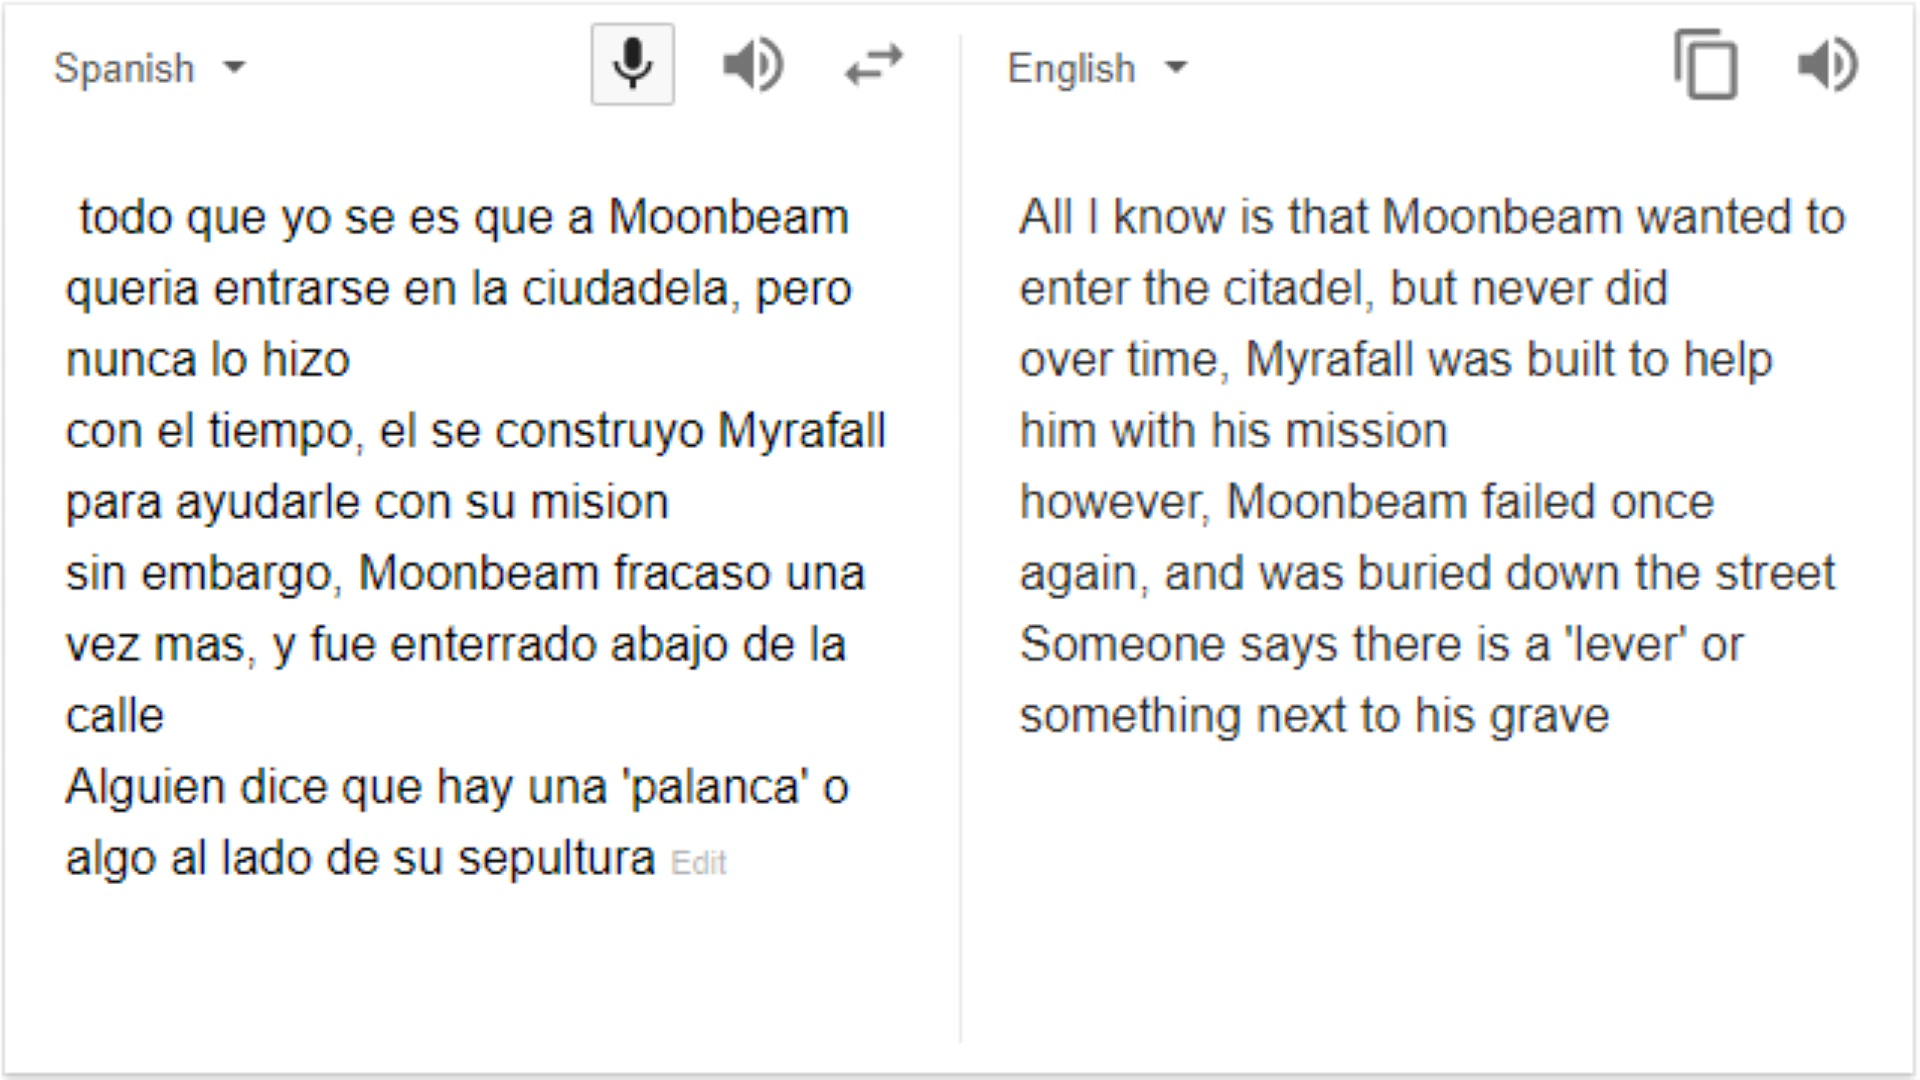 Spanish
English
todo que yo se es que a Moonbeam
queria entrarse en la ciudadela, pero
nunca lo hizo
con el tiempo, el se construyo Myrafall
para ayudarle con su mision
sin embargo, Moonbeam fracaso una
vez mas, y fue enterrado abajo de la
calle
Alguien dice que hay una 'palanca' o
algo al lado de su sepultura Edit
All I know is that Moonbeam wanted to
enter the citadel, but never did
over time, Myrafall was built to help
him with his mission
however, Moonbeam failed once
again, and was buried down the street
Someone says there is a 'lever' or
something next to his grave